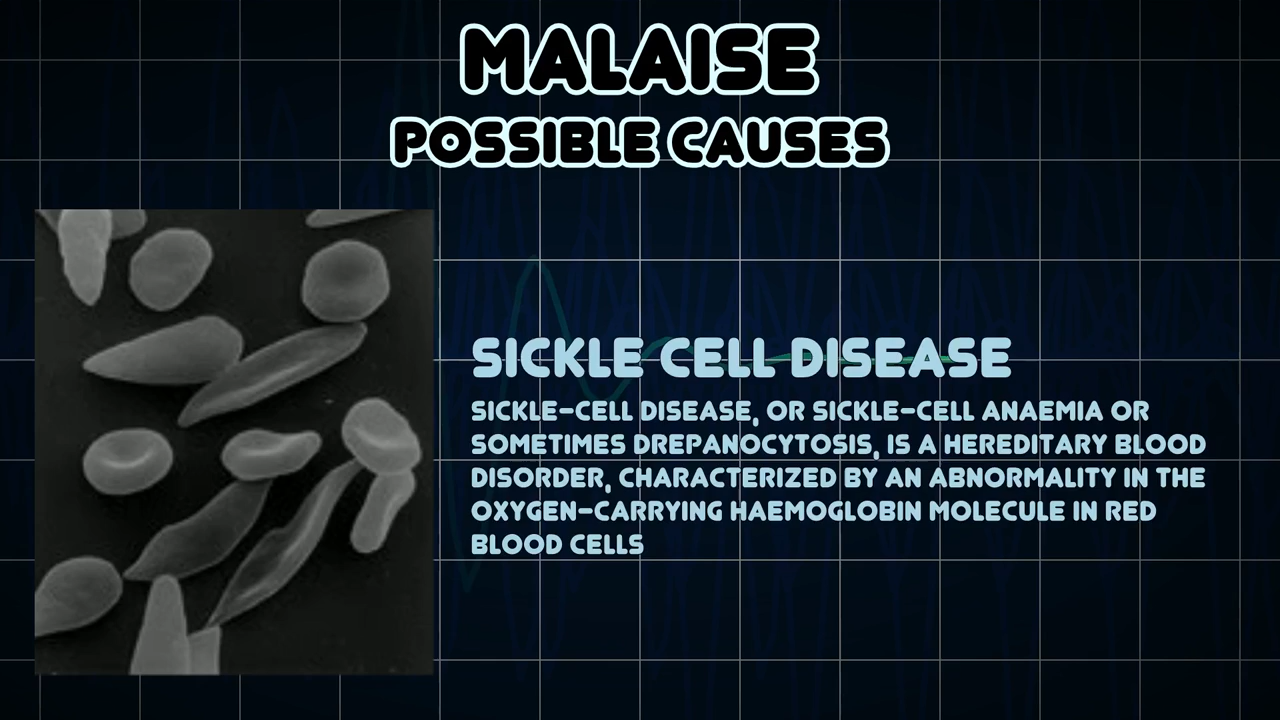 MALAISE
POSSIBLE CAUSES
SICKLE CELL DISEASE
SICKLE-CELL DISEASE, OR SICKLE-CELL ANAEMIA OR
SOMETIMES DREPANOCYTOSIS, IS A HEREDITARY BLOOD
DISORDER, CHARACTERIZED BY AN ABNORMALITY IN THE
OXYGEN-CARRYING HAEMOGLOBIN MOLECULE IN RED
BLOOD CELLS